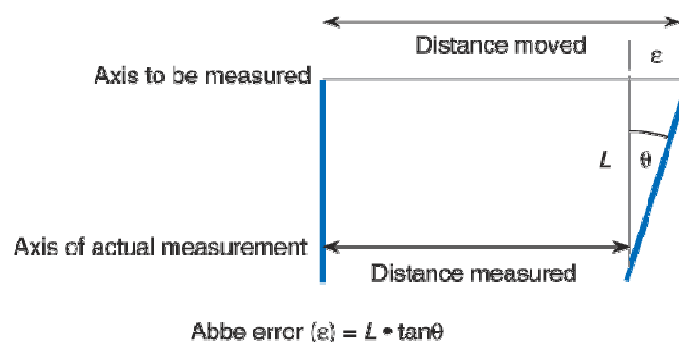 Distance moved
ε
Axis to be measured
L θ
Axis of actual measurement
Distance measured
Abbe error (ε) = L • tanθ